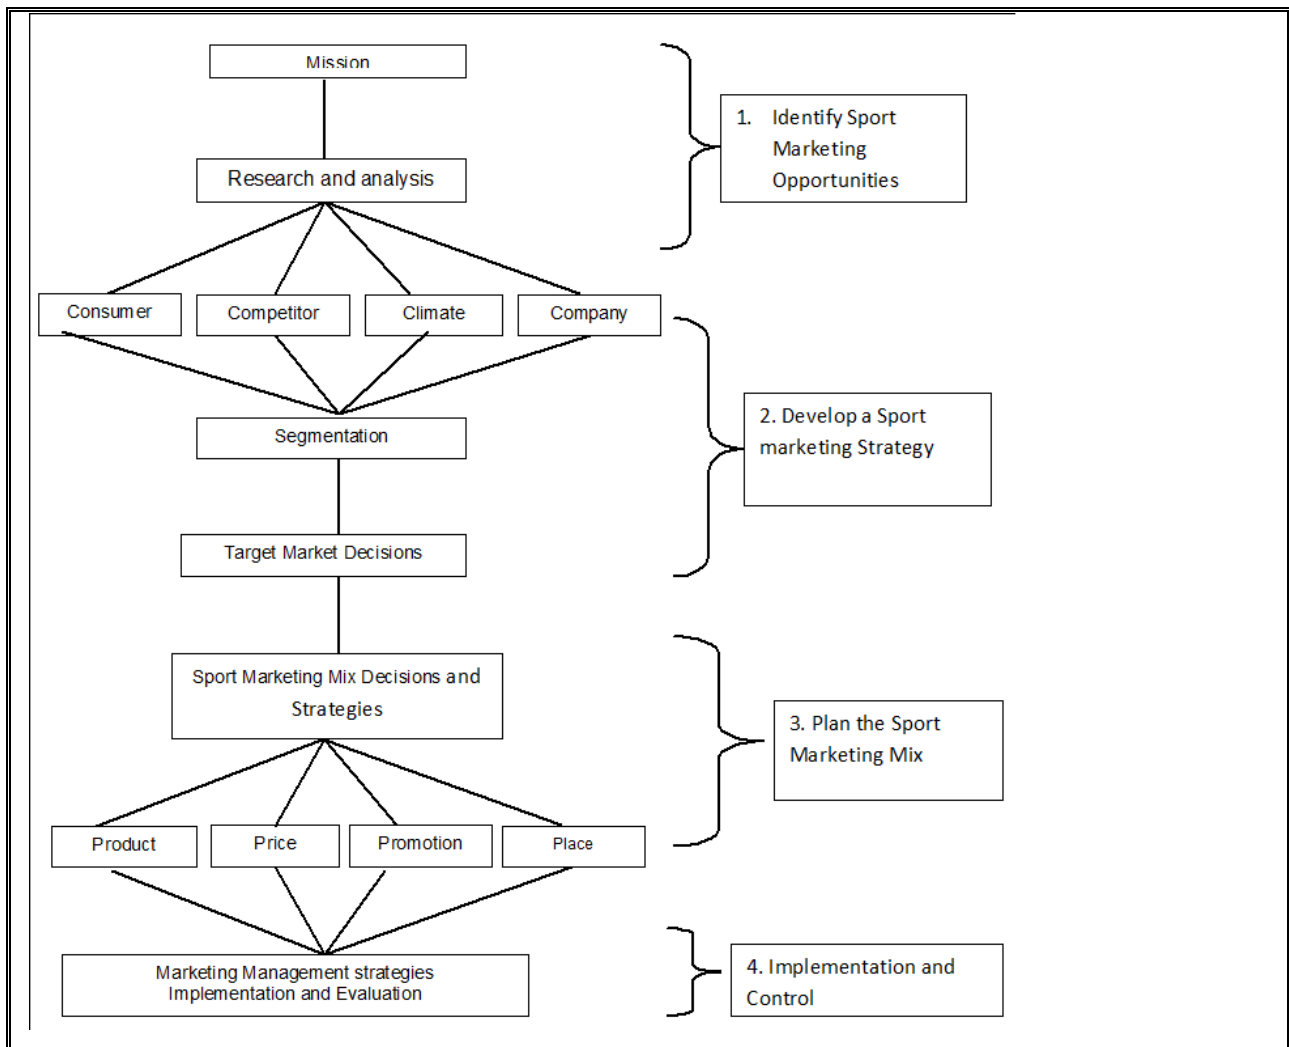 Mission
1. Identify Sport
Marketing
Opportunities
Research and analysis
Consumer
Competitor
Climate
Company
2. Develop a Sport
marketing Strategy
Segmentation
Target Market Decisions
Sport Marketing Mix Decisions and
Strategies
3. Plan the Sport
Marketing Mix
Product
Price
Promotion
Place
Marketing Management strategies
Implementation and Evaluation
4. Implementation and
Control